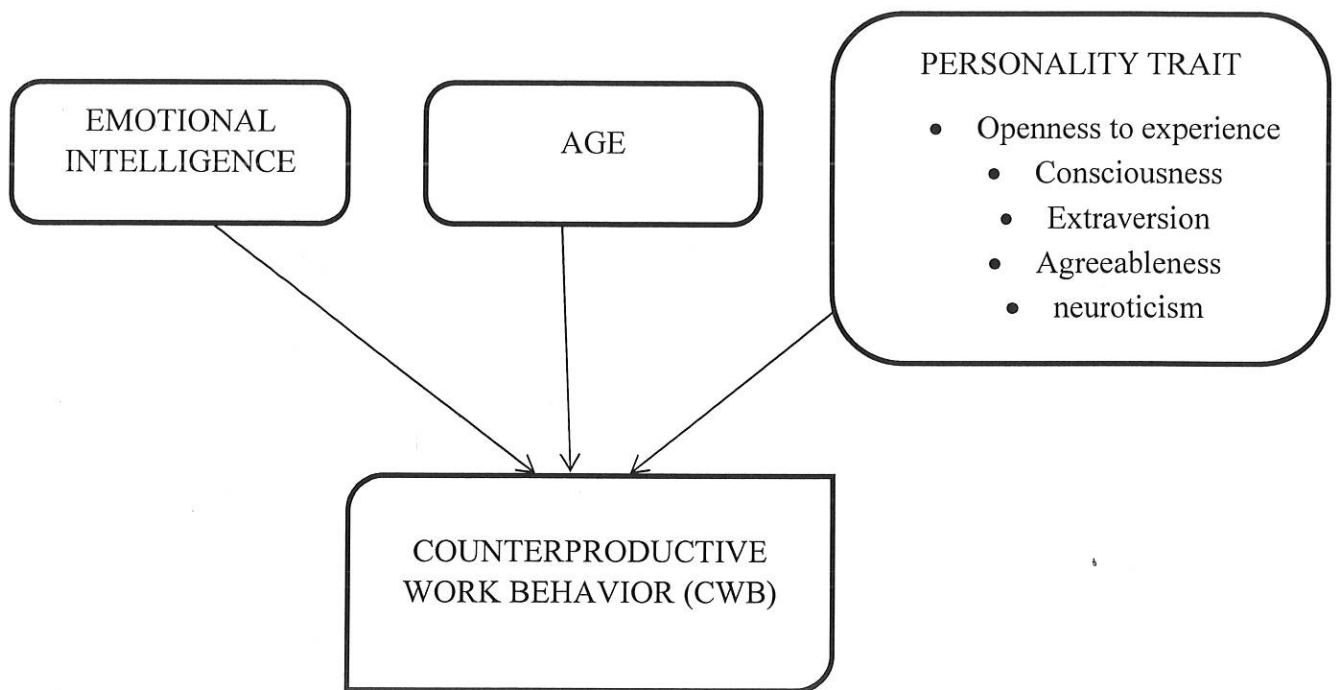 EMOTIONAL
INTELLIGENCE
AGE
PERSONALITY TRAIT
• Openness to experience
• Consciousness
• Extraversion
• Agreeableness
• neuroticism
COUNTERPRODUCTIVE
WORK BEHAVIOR (CWB)